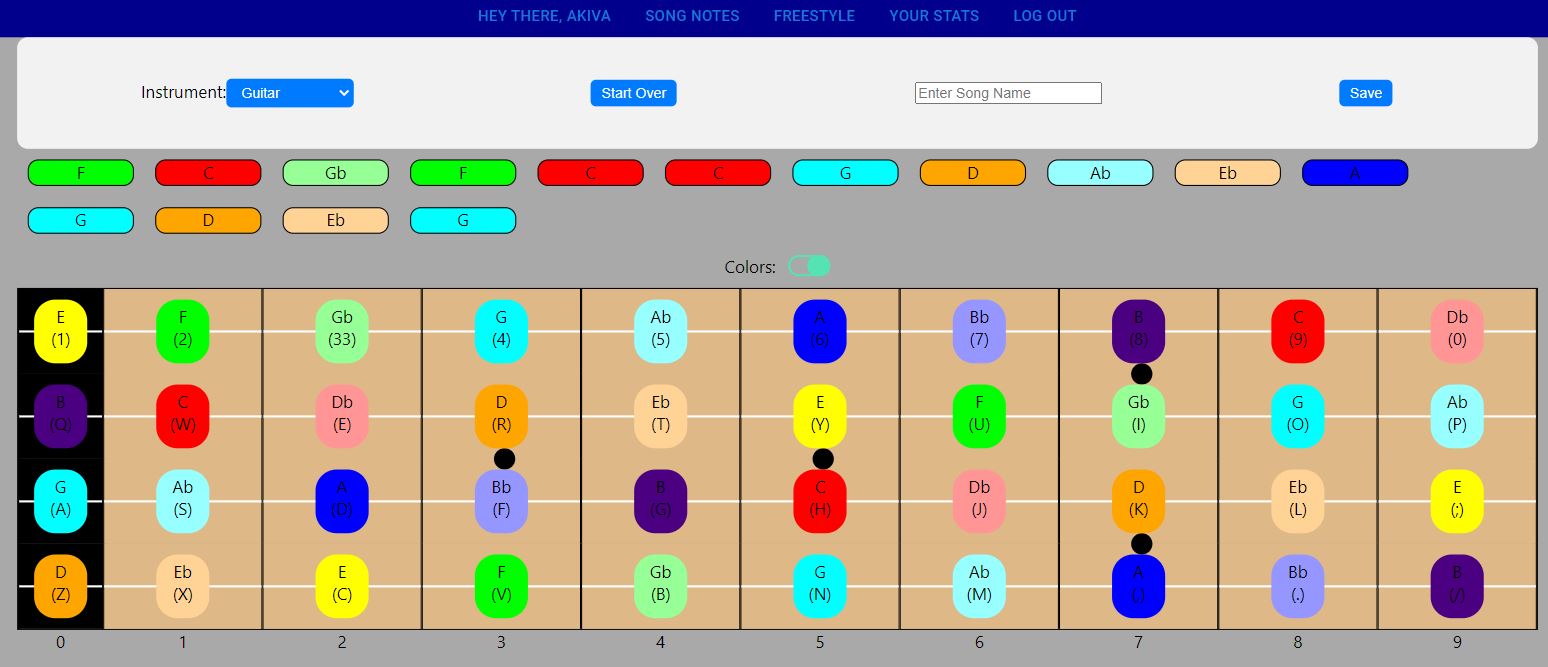 HEY THERE, AKIVA SONG NOTES FREESTYLE YOUR STATS LOG OUT
Instrument: Guitar Start Over Enter Song Name Save
F C Gb F C C G D Ab Eb A
G D Eb G
Colors:
E F Gb G Ab A Bb B C Db
(1) (2) (33) (4) (5) (6) (7) (8) (9) (0)
B C Db D Eb E F Gb G Ab
(Q) (W) (E) (R) (T) (Y) (U) (I) (O) (P)
G Ab A Bb B C Db D Eb E
(A) (S) (D) (F) (G) (H) (J) (K) (L) (;)
D Eb E F Gb G Ab A Bb B
(Z) (X) (C) (V) (B) (N) (M) (,) (.) (/)
0 1 2 3 4 5 6 7 8 9